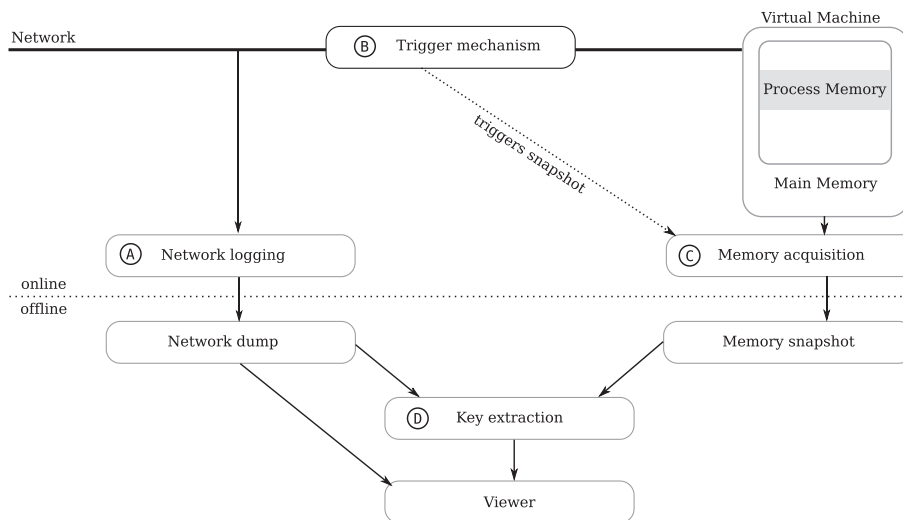 Virtual Machine
Network
B Trigger mechanism
Process Memory
triggers snapshot
Main Memory
A Network logging
C Memory acquisition
online
offline
Network dump
Memory snapshot
D Key extraction
Viewer